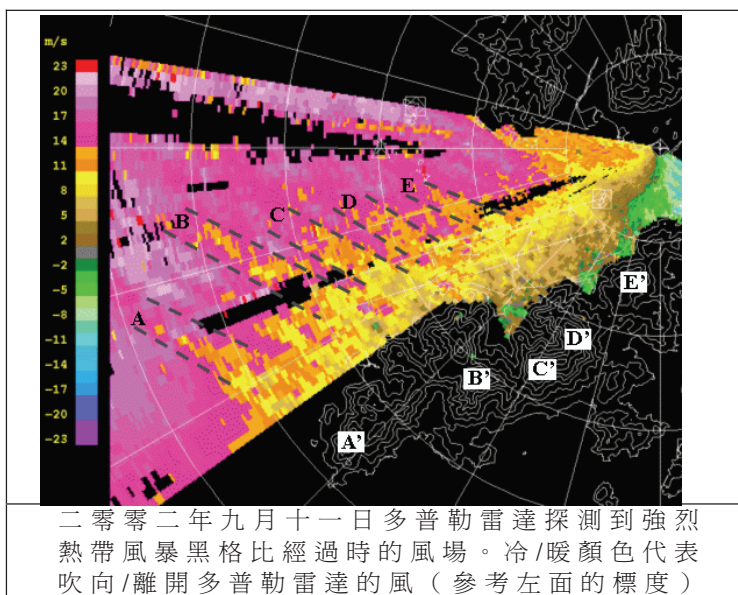 m/s
23
20
17
14
11
8
5
2
-2
-5
-8
-11
-14
-17
-20
-23
A
B
C
D
E
A'
B'
C'
D'
E'
二零零二年九月十一日多普勒雷達探測到強烈
熱帶風暴黑格比經過時的風場。冷/暖顏色代表
吹向/離開多普勒雷達的風（參考左面的標度）